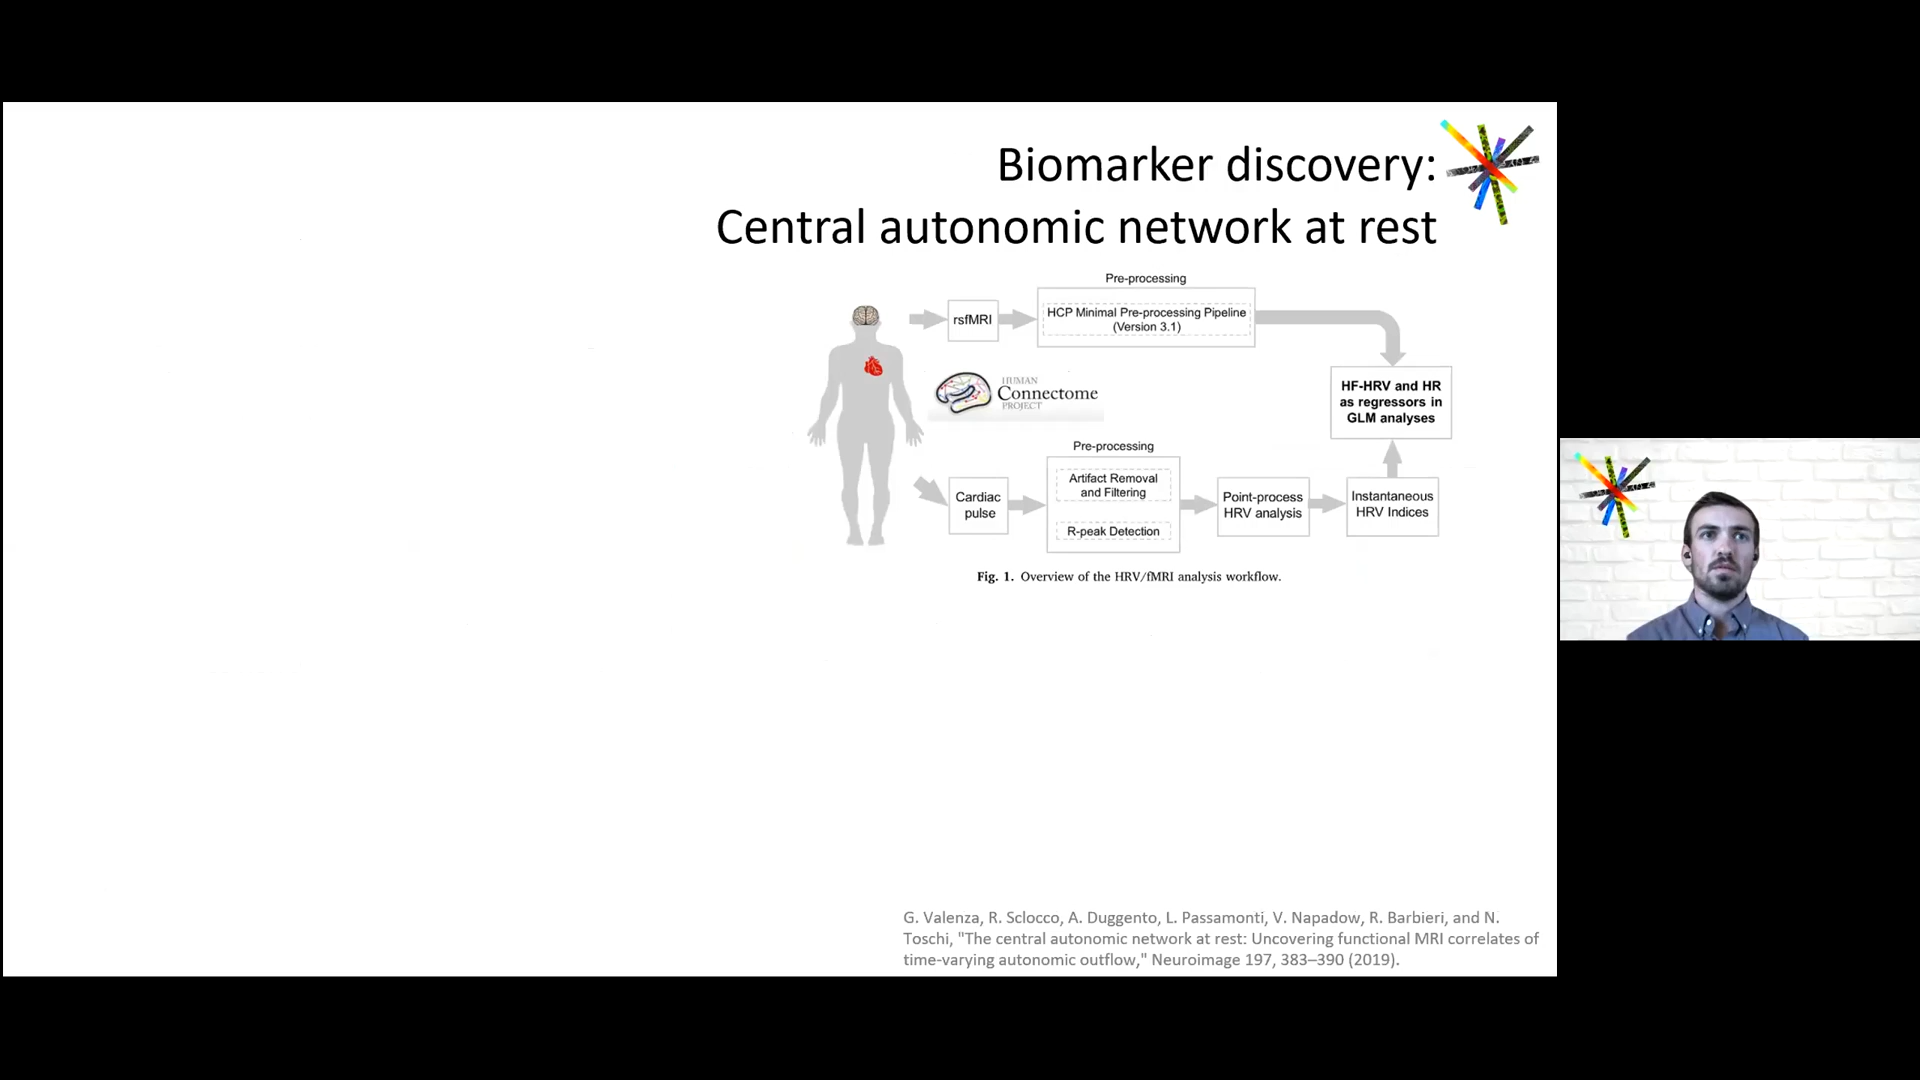 Biomarker discovery:
Central autonomic network at rest
Pre-processing
rsfMRI
HCP Minimal Pre-processing Pipeline
(Version 3.1)
HUMAN
Connectome
PROJECT
HF-HRV and HR
as regressors in
GLM analyses
Pre-processing
Cardiac
pulse
Artifact Removal
and Filtering
R-peak Detection
Point-process
HRV analysis
Instantaneous
HRV Indices
Fig. 1. Overview of the HRV/fMRI analysis workflow.
G. Valenza, R. Sclocco, A. Duggento, L. Passamonti, V. Napadow, R. Barbieri, and N.
Toschi, "The central autonomic network at rest: Uncovering functional MRI correlates of
time-varying autonomic outflow," Neuroimage 197, 383–390 (2019).